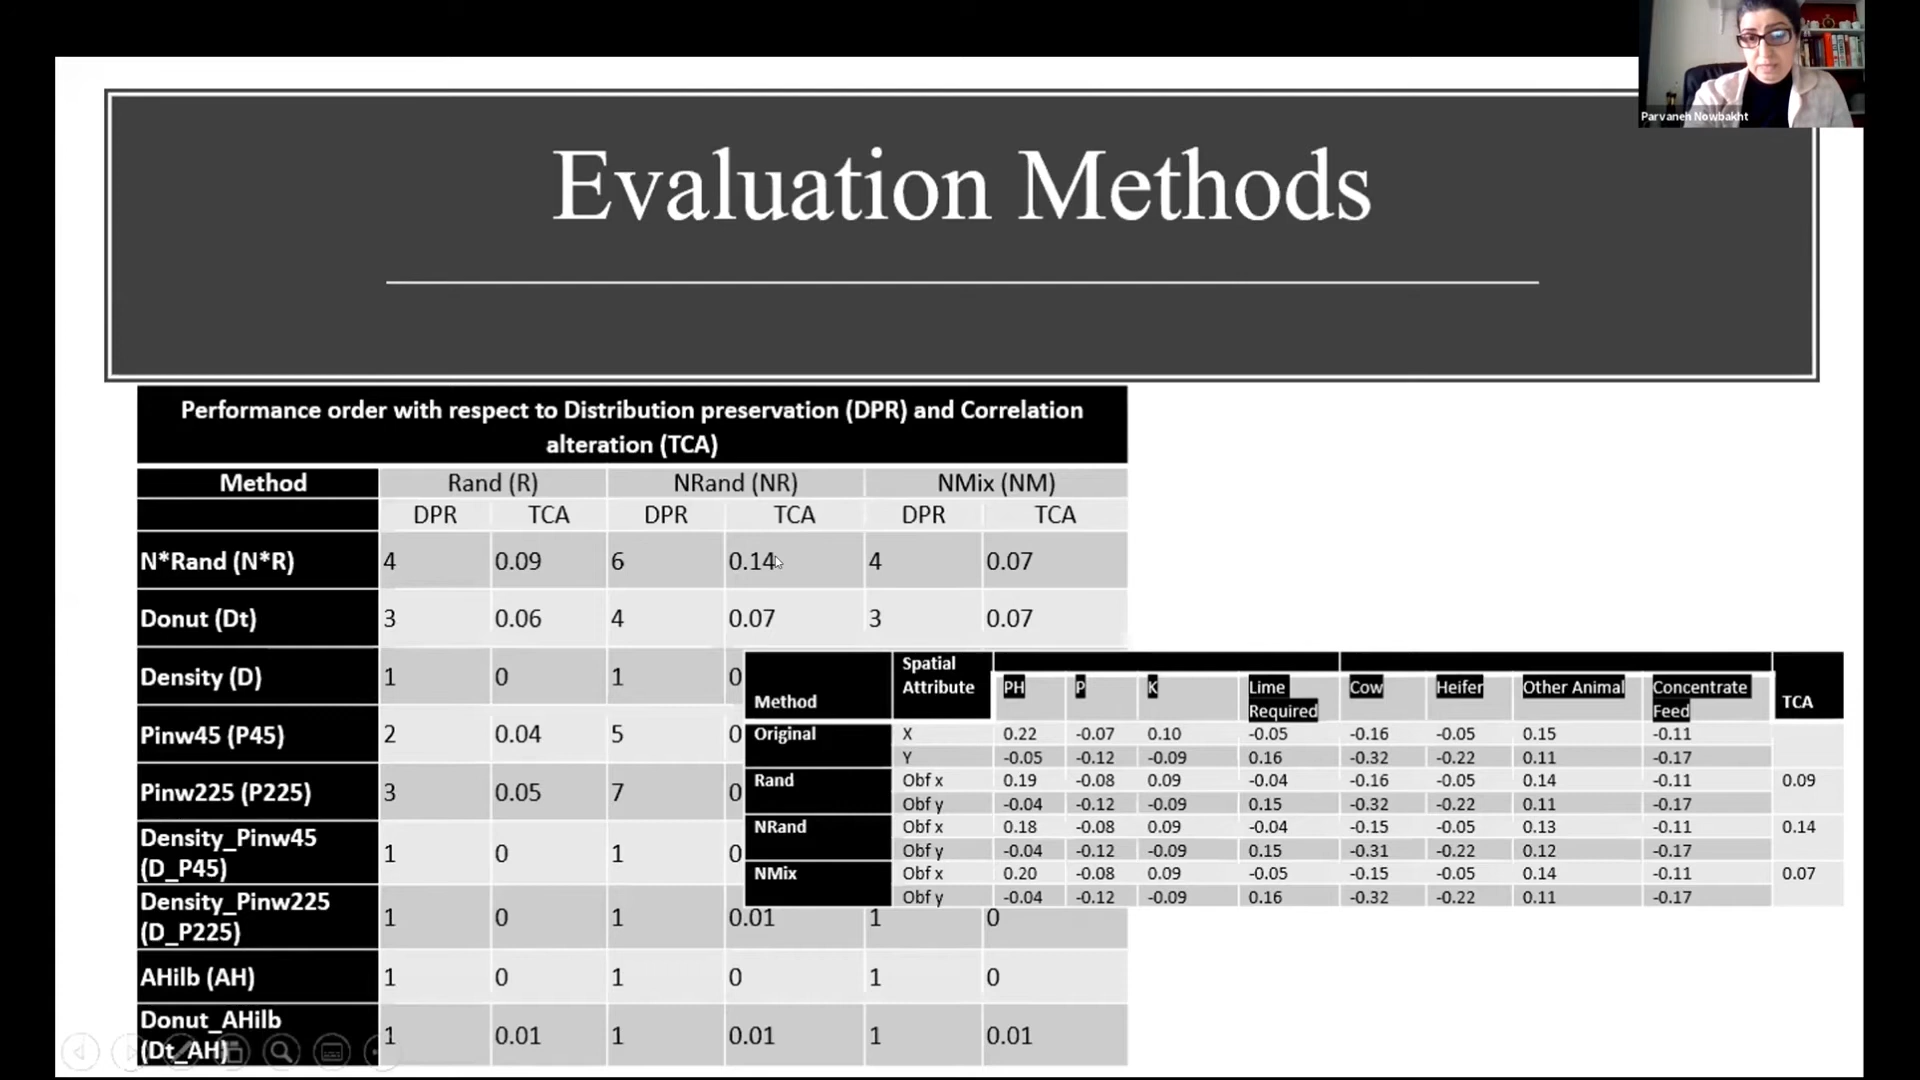 Parvaneh Nowbakht
Evaluation Methods
Performance order with respect to Distribution preservation (DPR) and Correlation
alteration (TCA)
Method Rand (R) NRand (NR) NMix (NM)
DPR TCA DPR TCA DPR TCA
N*Rand (N*R) 4 0.09 6 0.14 4 0.07
Donut (Dt) 3 0.06 4 0.07 3 0.07
Density (D) 1 0 1 0
Pinw45 (P45) 2 0.04 5 0
Pinw225 (P225) 3 0.05 7 0
Density_Pinw45
(D_P45) 1 0 1 0
Density_Pinw225
(D_P225) 1 0 1 0.01 1 0
AHilb (AH) 1 0 1 0 1 0
Donut_AHilb
(Dt_AH) 1 0.01 1 0.01 1 0.01
Method Spatial
Attribute PH P K Lime
Required Cow Heifer Other Animal Concentrate
Feed TCA
Original X 0.22 -0.07 0.10 -0.05 -0.16 -0.05 0.15 -0.11
Y -0.05 -0.12 -0.09 0.16 -0.32 -0.22 0.11 -0.17
Rand Obf x 0.19 -0.08 0.09 -0.04 -0.16 -0.05 0.14 -0.11 0.09
Obf y -0.04 -0.12 -0.09 0.15 -0.32 -0.22 0.11 -0.17
NRand Obf x 0.18 -0.08 0.09 -0.04 -0.15 -0.05 0.13 -0.11 0.14
Obf y -0.04 -0.12 -0.09 0.15 -0.31 -0.22 0.12 -0.17
NMix Obf x 0.20 -0.08 0.09 -0.05 -0.15 -0.05 0.14 -0.11 0.07
Obf y -0.04 -0.12 -0.09 0.16 -0.32 -0.22 0.11 -0.17